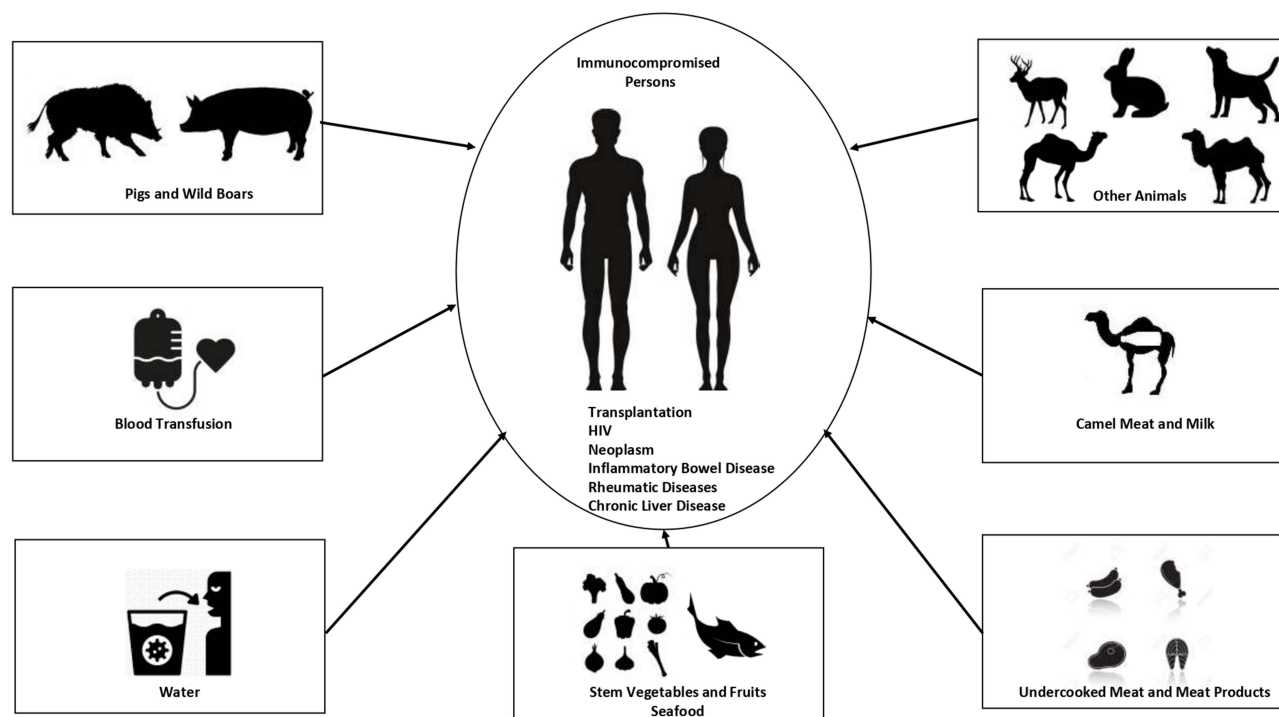 Immunocompromised
Persons
Pigs and Wild Boars
Other Animals
Blood Transfusion
Camel Meat and Milk
Transplantation
HIV
Neoplasm
Inflammatory Bowel Disease
Rheumatic Diseases
Chronic Liver Disease
Water
Stem Vegetables and Fruits
Seafood
Undercooked Meat and Meat Products